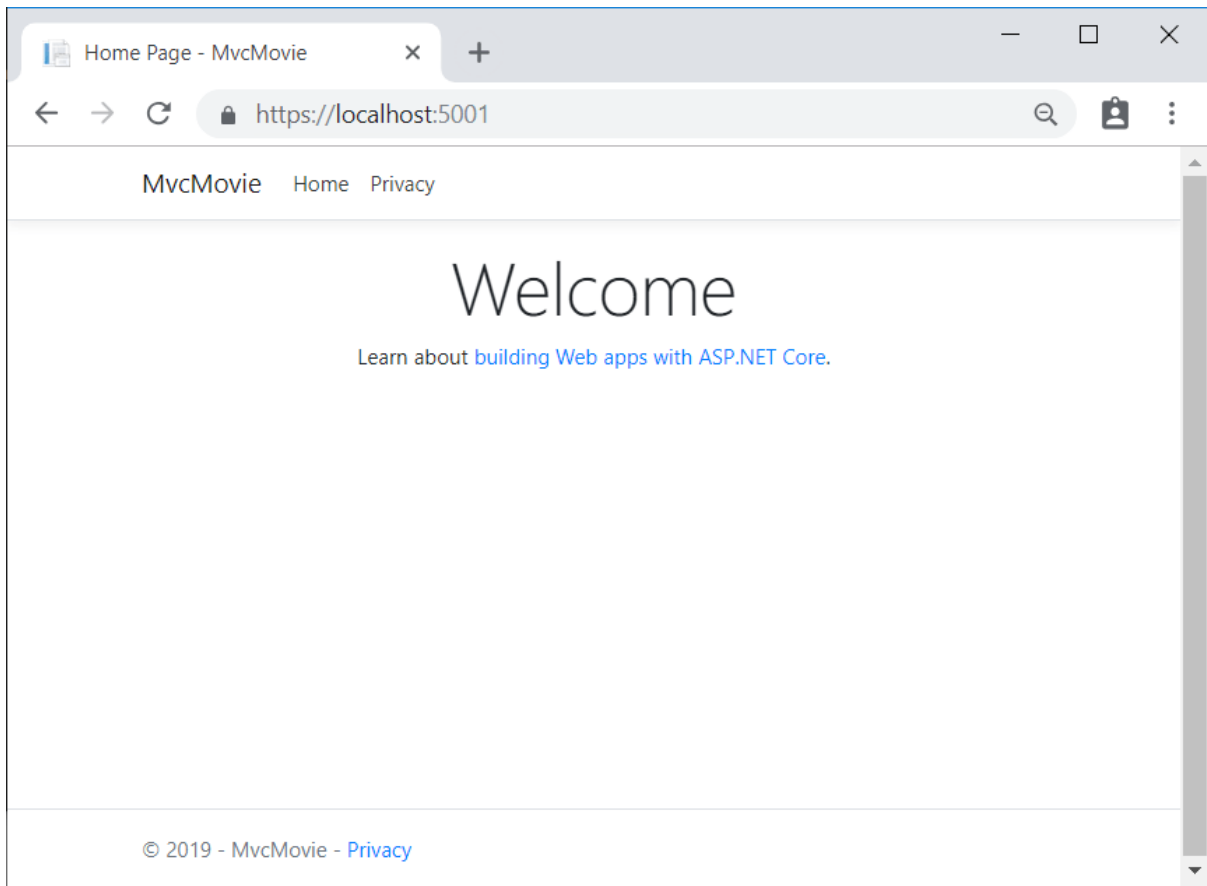 Home Page - MvcMovie
https://localhost:5001
MvcMovie Home Privacy
Welcome
Learn about building Web apps with ASP.NET Core.
© 2019 - MvcMovie - Privacy